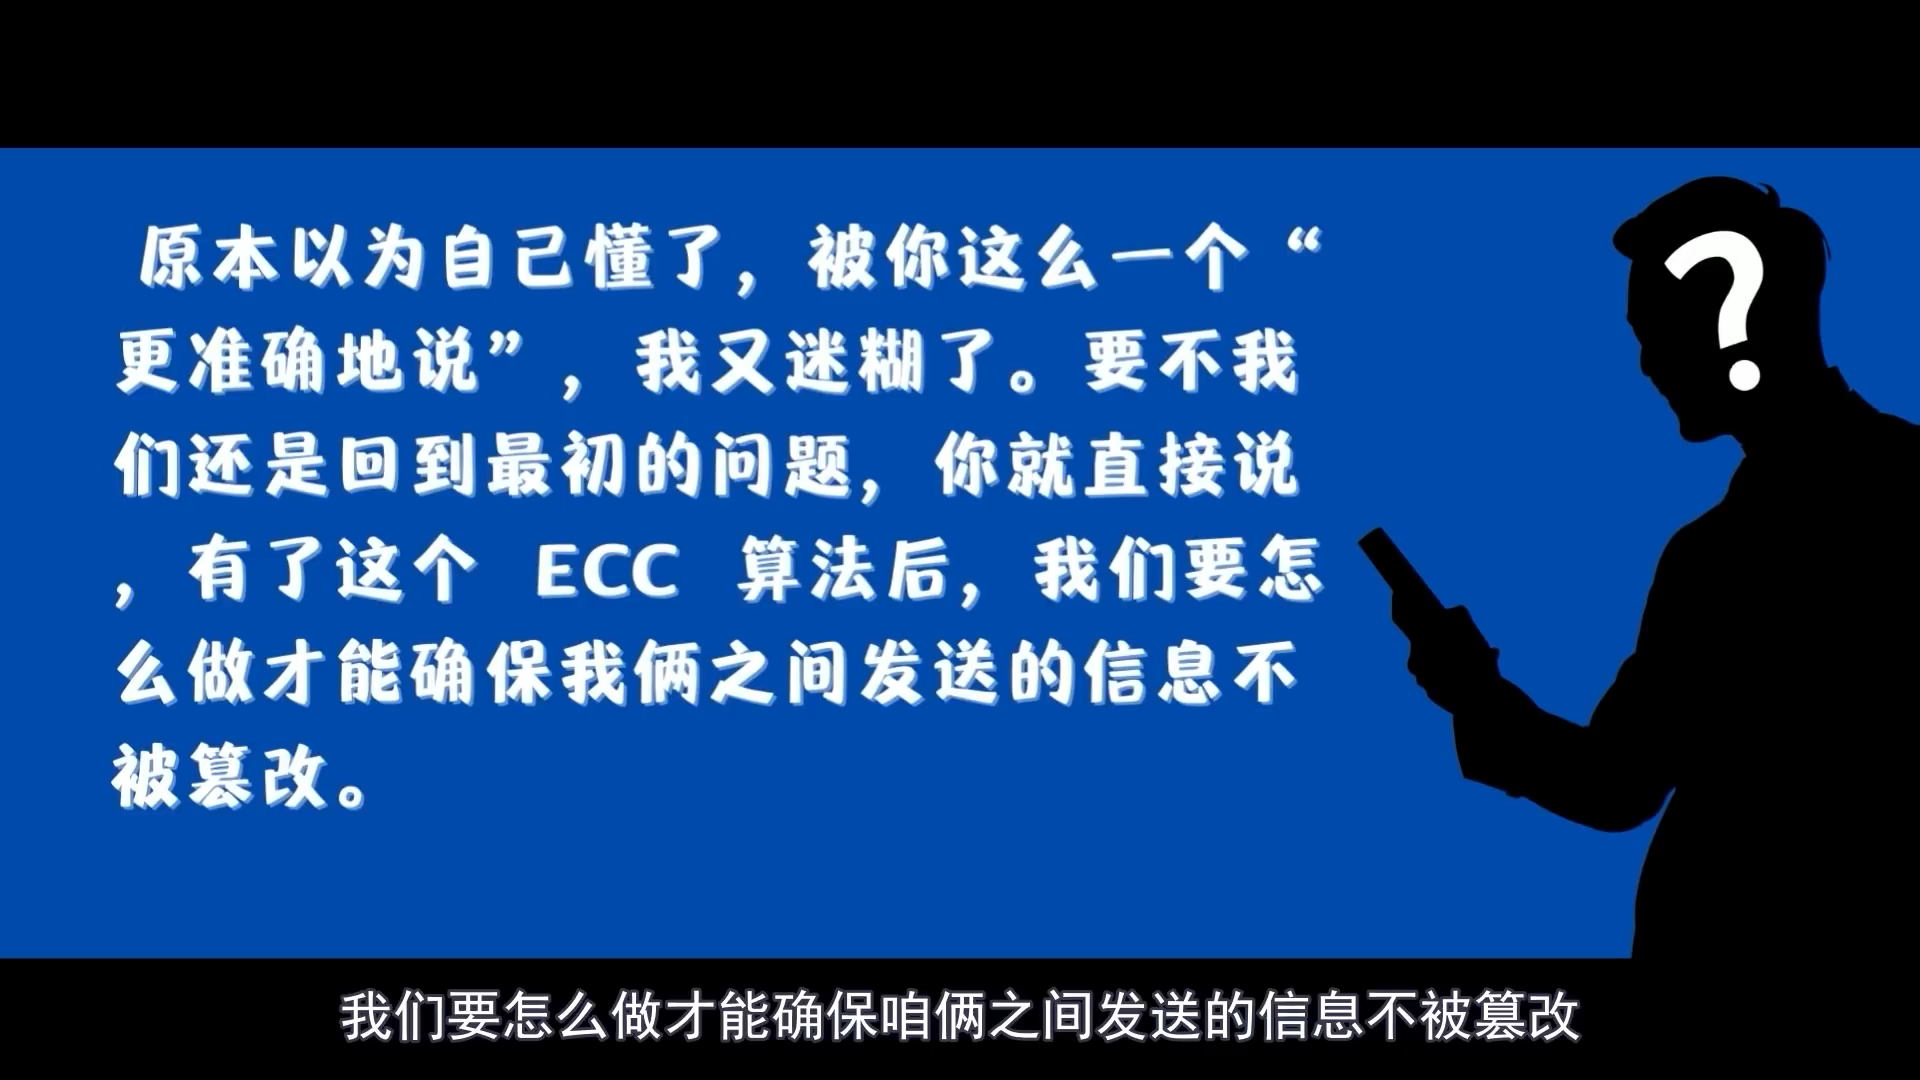 原本以为自己懂了，被你这么一个“
更准确地说”，我又迷糊了。要不我
们还是回到最初的问题，你就直接说
，有了这个 ECC 算法后，我们要怎
么做才能确保我俩之间发送的信息不
被篡改。
?
我们要怎么做才能确保咱俩之间发送的信息不被篡改